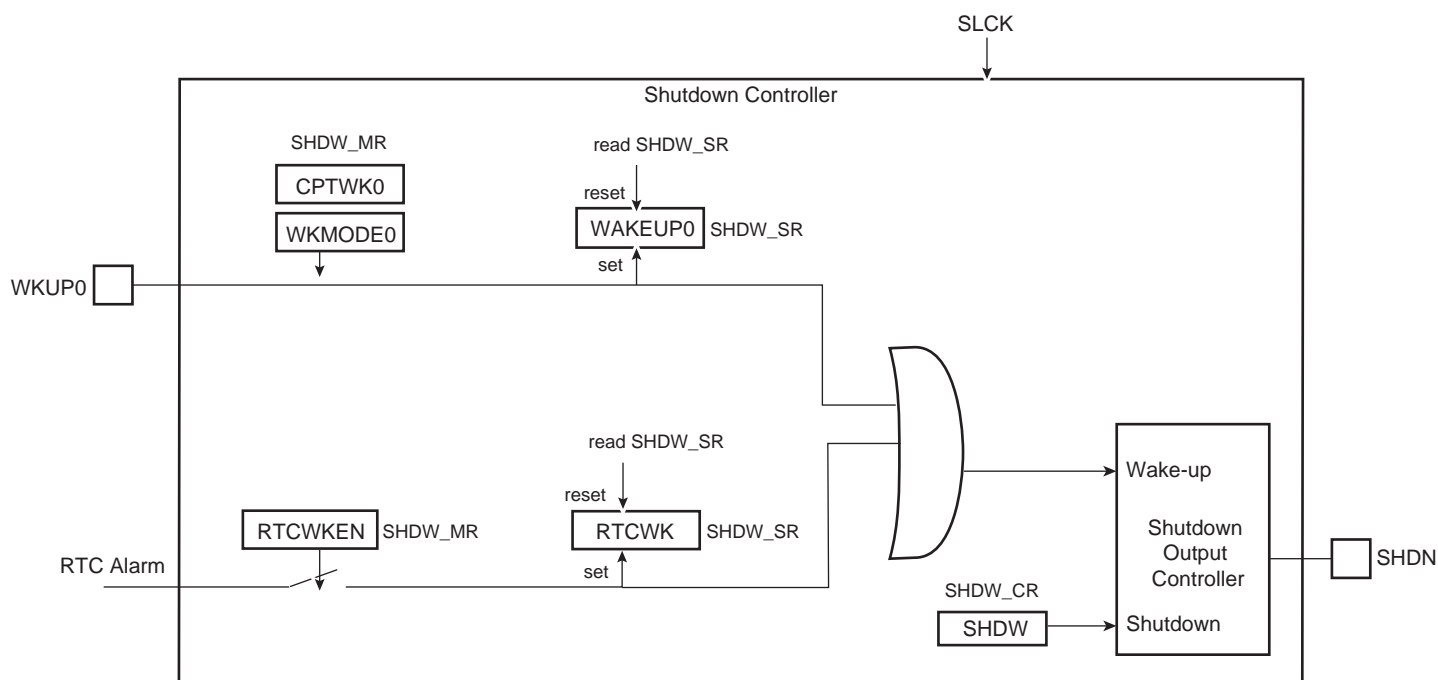 SLCK
Shutdown Controller
SHDW_MR
CPTWK0
WKMODE0
read SHDW_SR
reset
WAKEUP0
SHDW_SR
set
WKUP0
read SHDW_SR
reset
RTCWKEN
SHDW_MR
RTCWK
SHDW_SR
RTC Alarm
set
Wake-up
Shutdown
Output
Controller
SHDN
SHDW_CR
SHDW
Shutdown